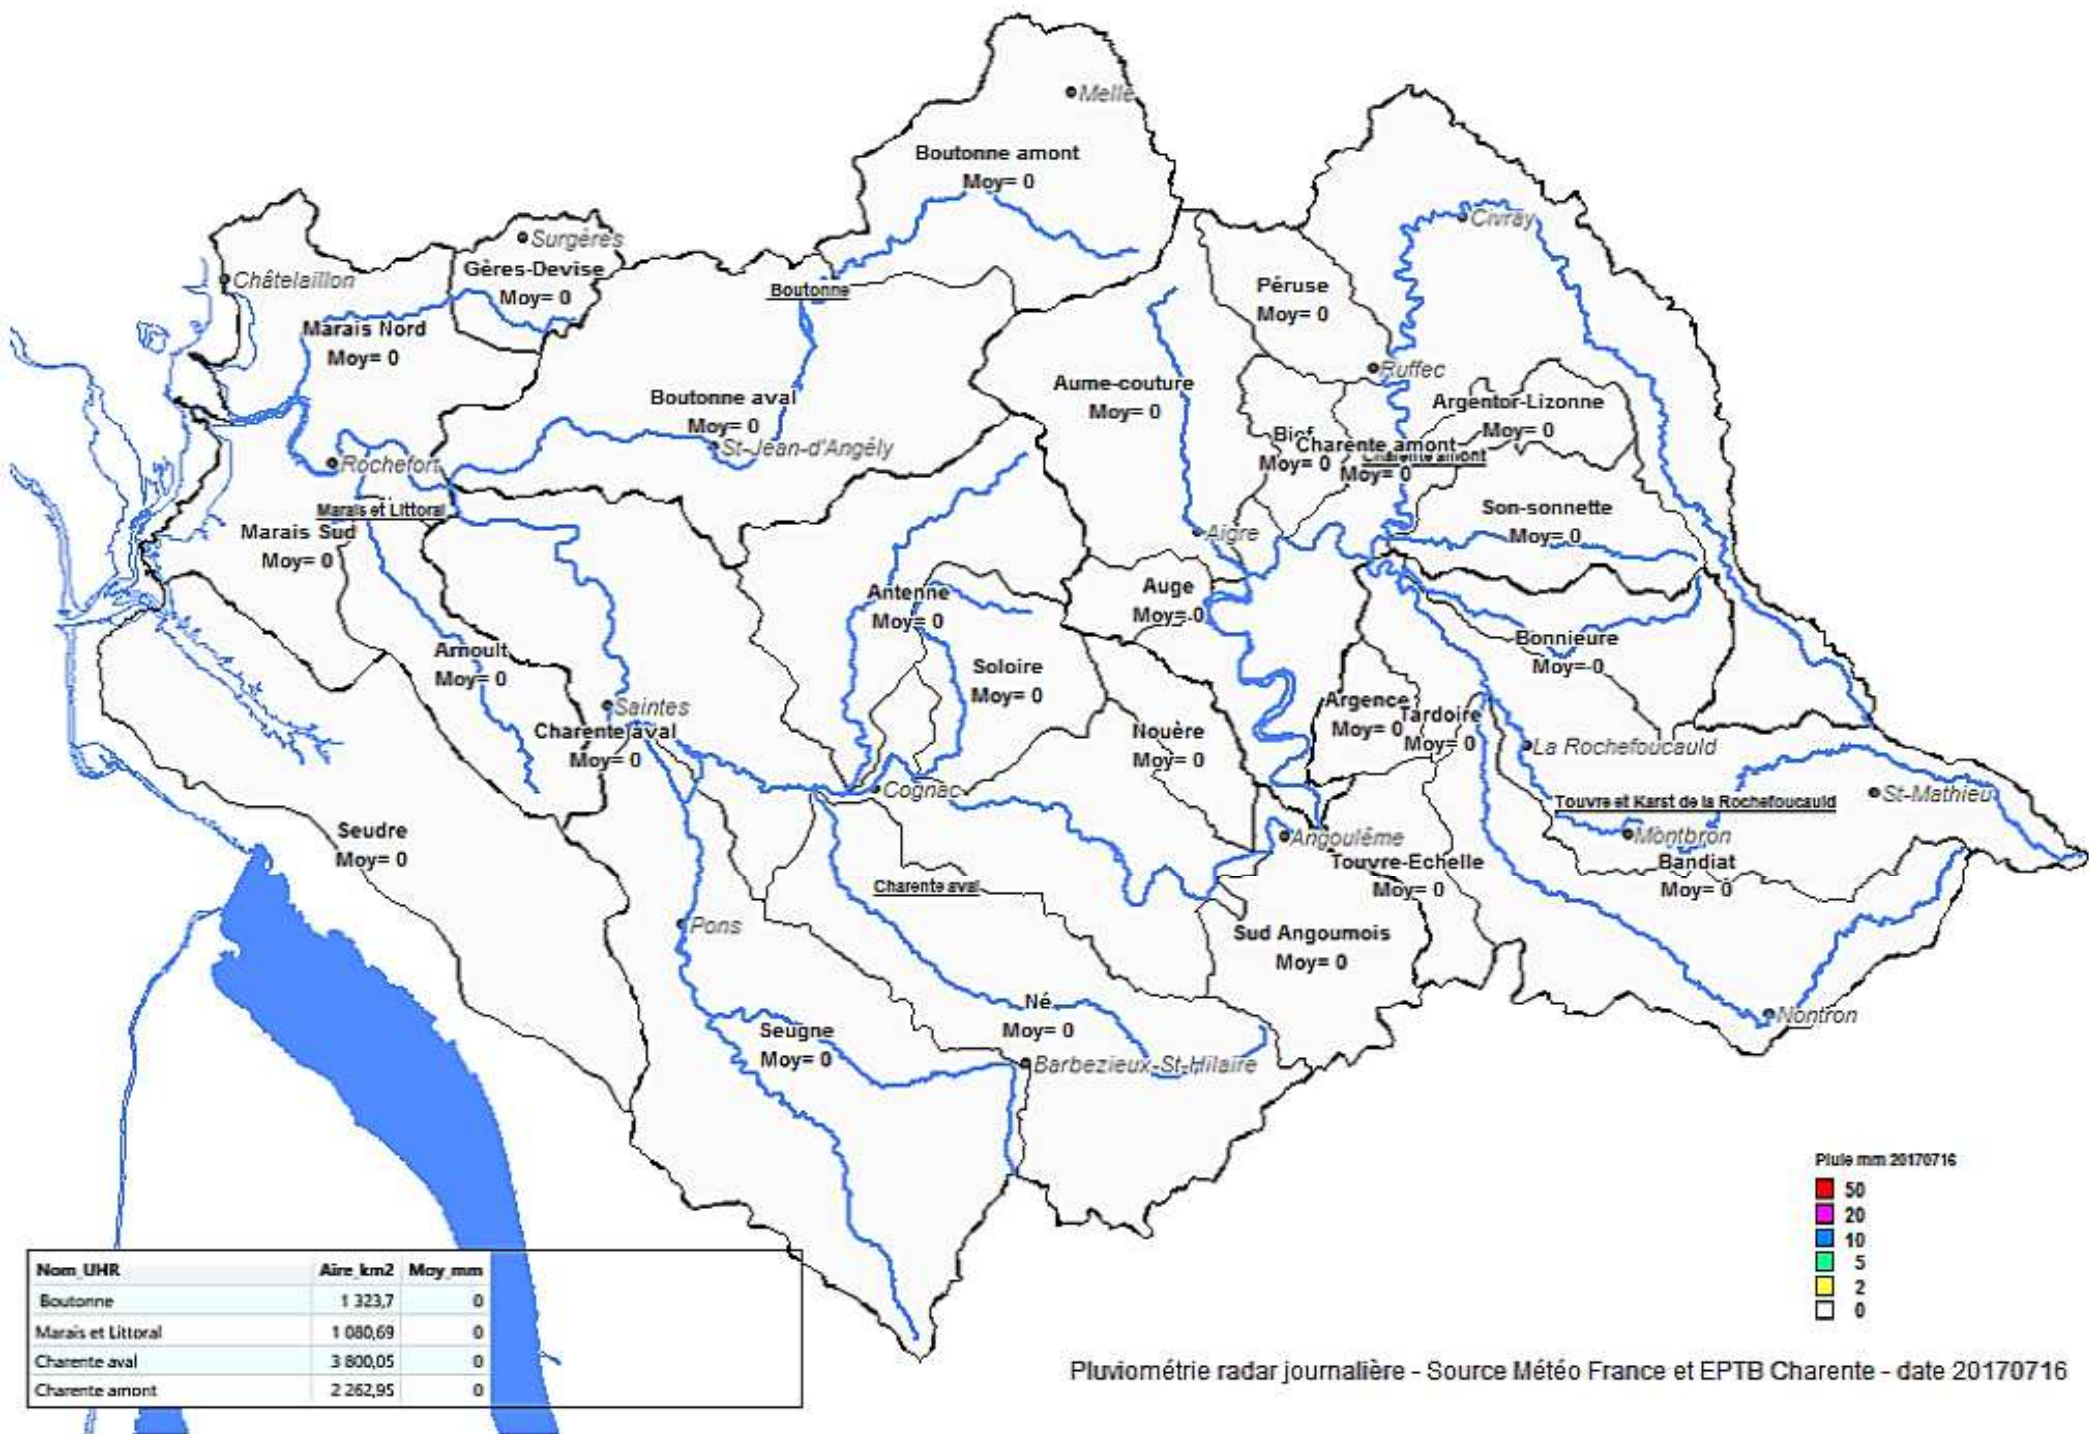 Melle
Boutonne amont
Moy= 0
Civray
Surgères
Gères-Devise
Moy= 0
Châtelaillon
Boutonne
Péruse
Moy= 0
Marais Nord
Moy= 0
Ruffec
Aume-couture
Moy= 0
Boutonne aval
Moy= 0
Argentor-Lizonne
Moy= 0
St-Jean-d'Angély
Bief
Moy= 0
Charente amont
Moy= 0
Charente amont
Rochefort
Marais et Littoral
Son-sonnette
Moy= 0
Marais Sud
Moy= 0
Aigre
Antenne
Moy= 0
Auge
Moy= 0
Bonnieure
Moy= 0
Arnoult
Moy= 0
Soloire
Moy= 0
Saintes
Charente aval
Moy= 0
Argence
Moy= 0
Tardoire
Moy= 0
Nouère
Moy= 0
La Rochefoucauld
Cognac
St-Mathieu
Touvre et Karst de la Rochefoucauld
Seudre
Moy= 0
Angoulême
Montbron
Touvre-Echelle
Moy= 0
Bandiat
Moy= 0
Charente aval
Pons
Sud Angoumois
Moy= 0
Né
Moy= 0
Nontron
Seugne
Moy= 0
Barbezieux-St-Hilaire
Pluie mm 20170716
50
20
10
5
2
0
Nom_UHR Aire_km2 Moy_mm
Boutonne 1 323,7 0
Marais et Littoral 1 080,69 0
Charente aval 3 800,05 0
Charente amont 2 262,95 0
Pluviométrie radar journalière - Source Météo France et EPTB Charente - date 20170716